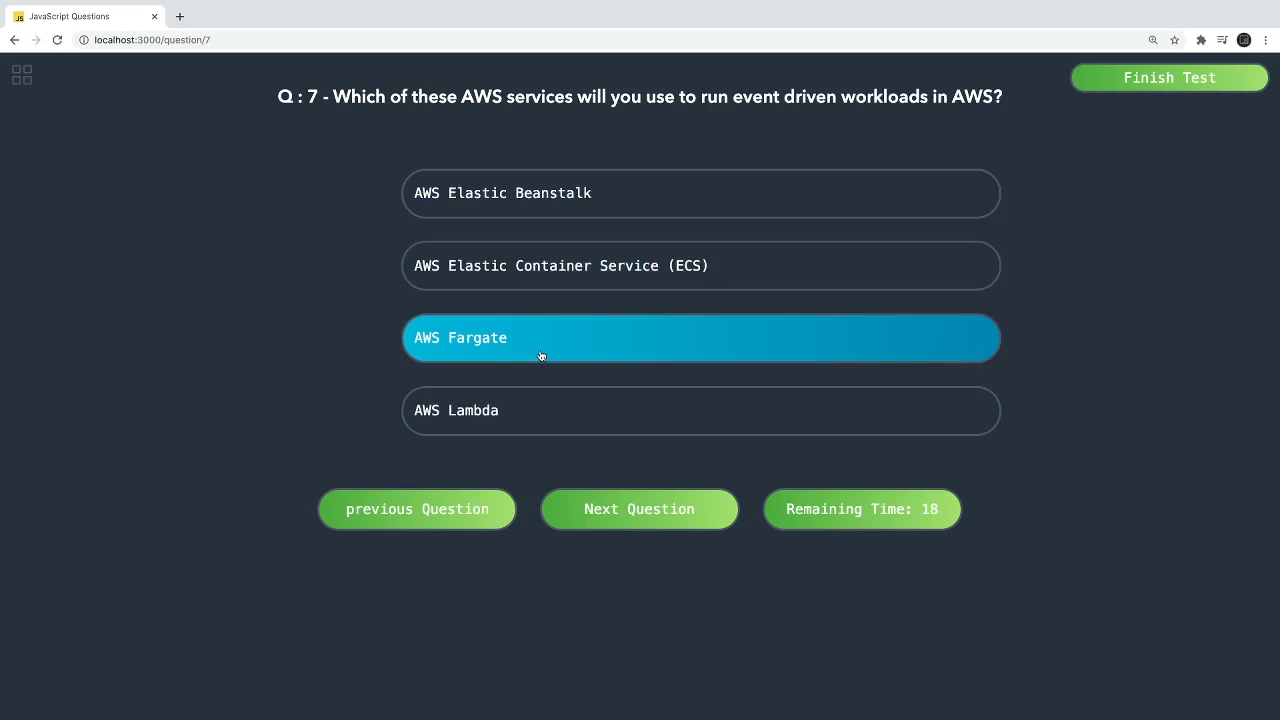 JavaScript Questions
localhost:3000/question/7
Finish Test
Q : 7 - Which of these AWS services will you use to run event driven workloads in AWS?
AWS Elastic Beanstalk
AWS Elastic Container Service (ECS)
AWS Fargate
AWS Lambda
previous Question
Next Question
Remaining Time: 18